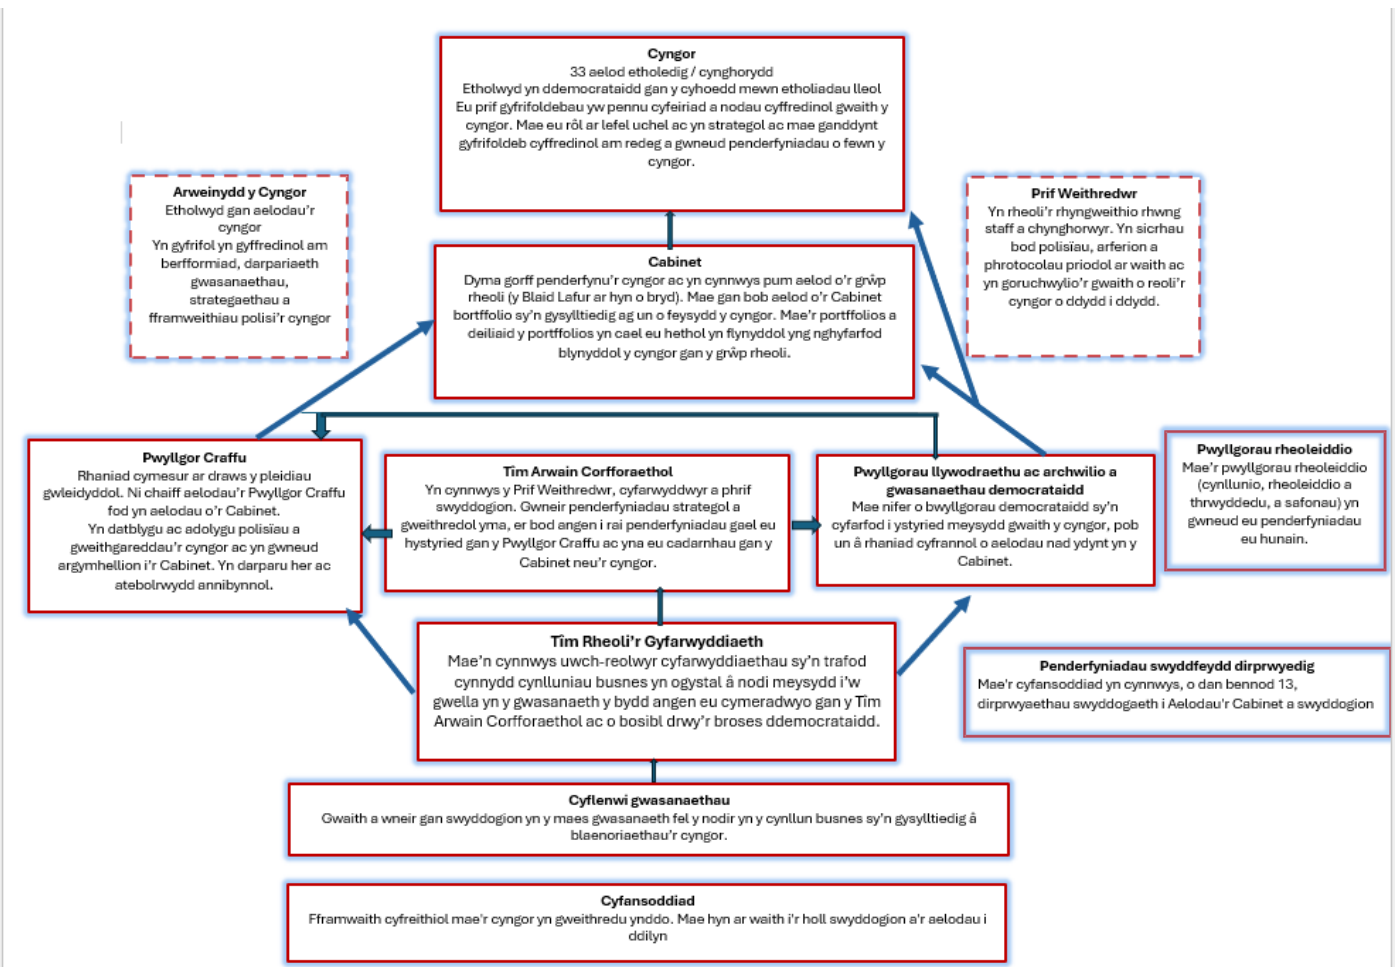 Cyngor
33 aelod etholedig / cynghorydd
Etholwyd yn ddemocrataidd gan y cyhoedd mewn etholiadau lleol
Eu prif gyfrifoldebau yw pennu cyfeiriad a nodau cyffredinol gwaith y
cyngor. Mae eu rôl ar lefel uchel ac yn strategol ac mae ganddynt
gyfrifoldeb cyffredinol am redeg a gwneud penderfyniadau o fewn y
cyngor.
Arweinydd y Cyngor
Etholwyd gan aelodau'r
cyngor
Yn gyfrifol yn gyffredinol am
berfformiad, darpariaeth
gwasanaethau,
strategaethau a
fframweithiau polisi'r cyngor
Prif Weithredwr
Yn rheoli'r rhyngweithio rhwng
staff a chynghorwyr. Yn sicrhau
bod polisïau, arferion a
phrotocolau priodol ar waith ac
yn goruchwylio'r gwaith o reoli'r
cyngor o ddydd i ddydd.
Cabinet
Dyma gorff penderfynu'r cyngor ac yn cynnwys pum aelod o'r grŵp
rheoli (y Blaid Lafur ar hyn o bryd). Mae gan bob aelod o'r Cabinet
bortffolio sy'n gysylltiedig ag un o feysydd y cyngor. Mae'r portffolios a
deiliaid y portffolios yn cael eu hethol yn flynyddol yng nghyfarfod
blynyddol y cyngor gan y grŵp rheoli.
Pwyllgor Craffu
Rhaniad cymesur ar draws y pleidiau
gwleidyddol. Ni chaiff aelodau'r Pwyllgor Craffu
fod yn aelodau o'r Cabinet.
Yn datblygu ac adolygu polisïau a
gweithgareddau'r cyngor ac yn gwneud
argymhellion i'r Cabinet. Yn darparu her ac
atebolrwydd annibynnol.
Tîm Arwain Corfforaethol
Yn cynnwys y Prif Weithredwr, cyfarwyddwyr a phrif
swyddogion. Gwneir penderfyniadau strategol a
gweithredol yma, er bod angen i rai penderfyniadau gael eu
hystyried gan y Pwyllgor Craffu ac yna eu cadarnhau gan y
Cabinet neu'r cyngor.
Pwyllgorau llywodraethu ac archwilio a
gwasanaethau democrataidd
Mae nifer o bwyllgorau democrataidd sy'n
cyfarfod i ystyried meysydd gwaith y cyngor, pob
un â rhaniad cyfrannol o aelodau nad ydynt yn y
Cabinet.
Pwyllgorau rheoleiddio
Mae'r pwyllgorau rheoleiddio
(cynllunio, rheoleiddio a
thrwyddedu, a safonau) yn
gwneud eu penderfyniadau
eu hunain.
Tîm Rheoli'r Gyfarwyddiaeth
Mae'n cynnwys uwch-reolwyr cyfarwyddiaethau sy'n trafod
cynnydd cynlluniau busnes yn ogystal â nodi meysydd i'w
gwella yn y gwasanaeth y bydd angen eu cymeradwyo gan y Tîm
Arwain Corfforaethol ac o bosibl drwy'r broses ddemocrataidd.
Penderfyniadau swyddfeydd dirprwyedig
Mae'r cyfansoddiad yn cynnwys, o dan bennod 13,
dirprwyaethau swyddogaeth i Aelodau'r Cabinet a swyddogion
Cyflenwi gwasanaethau
Gwaith a wneir gan swyddogion yn y maes gwasanaeth fel y nodir yn y cynllun busnes sy'n gysylltiedig â
blaenoriaethau'r cyngor.
Cyfansoddiad
Fframwaith cyfreithiol mae'r cyngor yn gweithredu ynddo. Mae hyn ar waith i'r holl swyddogion a'r aelodau i
ddilyn